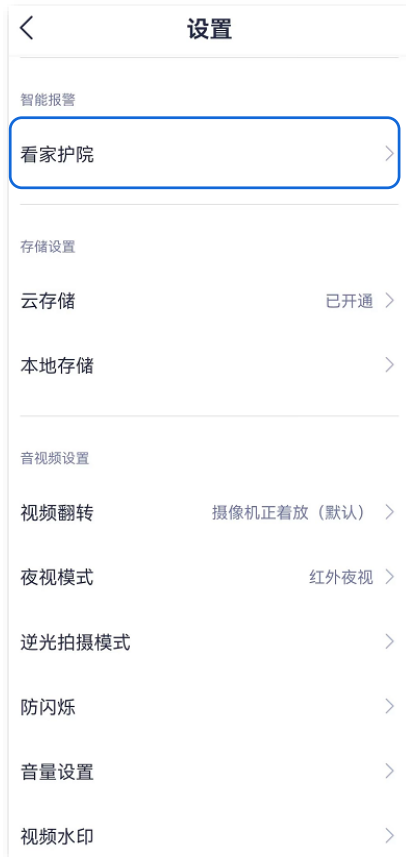 设置
智能报警
看家护院
存储设置
云存储 已开通
本地存储
音视频设置
视频翻转 摄像机正着放（默认）
夜视模式 红外夜视
逆光拍摄模式
防闪烁
音量设置
视频水印